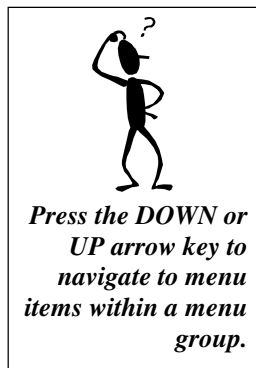 ?
Press the DOWN or
UP arrow key to
navigate to menu
items within a menu
group.